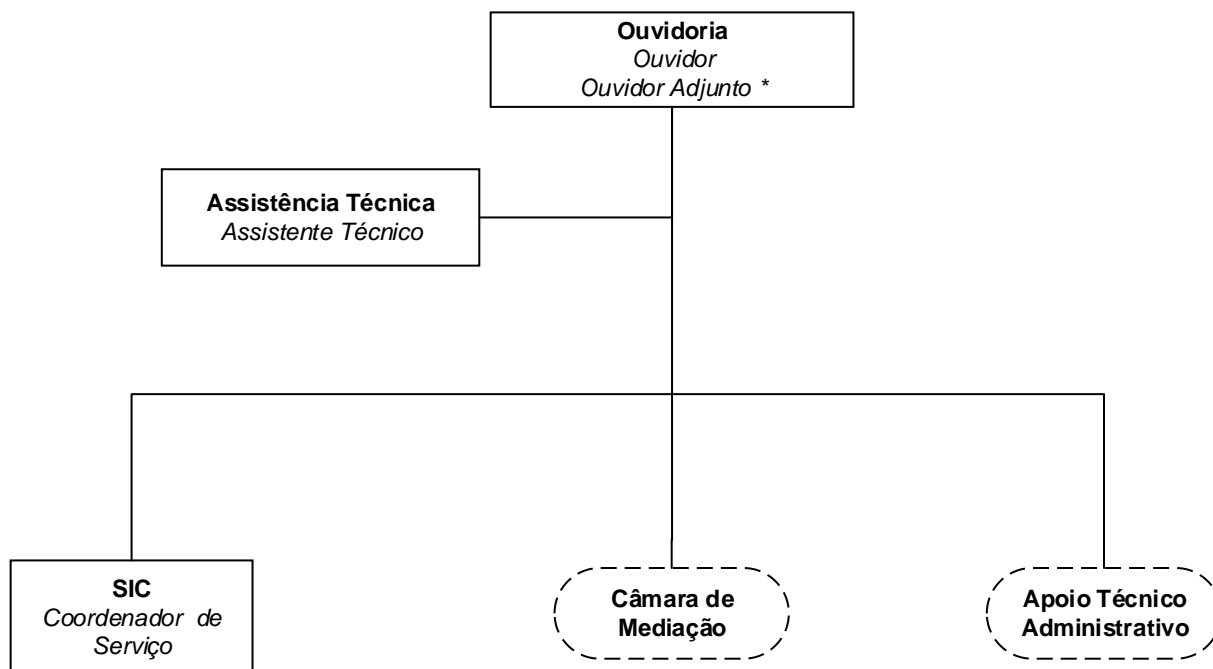 Ouvidoria
Ouvidor
Ouvidor Adjunto *
Assistência Técnica
Assistente Técnico
SIC
Coordenador de
Serviço
Câmara de
Mediação
Apoio Técnico
Administrativo